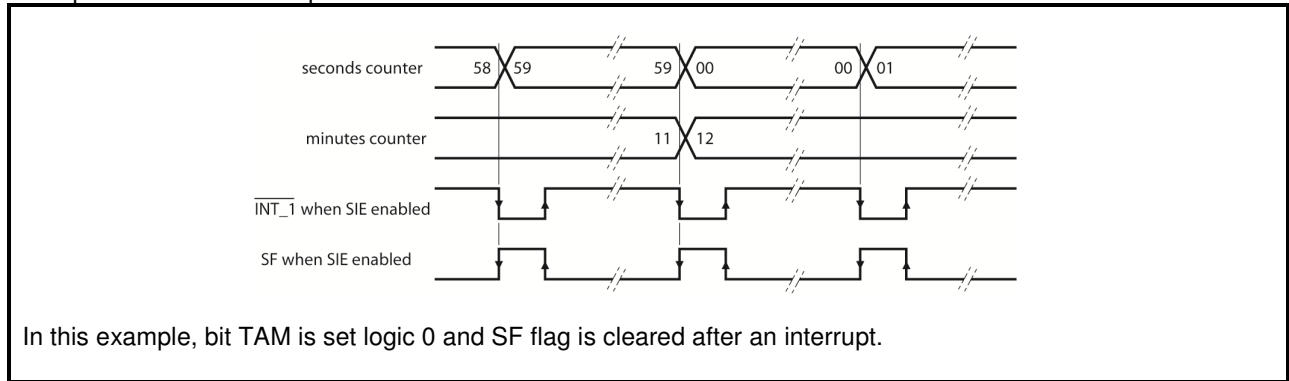 seconds counter 58 59 59 00 00 01
minutes counter 11 12
INT_1 when SIE enabled
SF when SIE enabled
In this example, bit TAM is set logic 0 and SF flag is cleared after an interrupt.